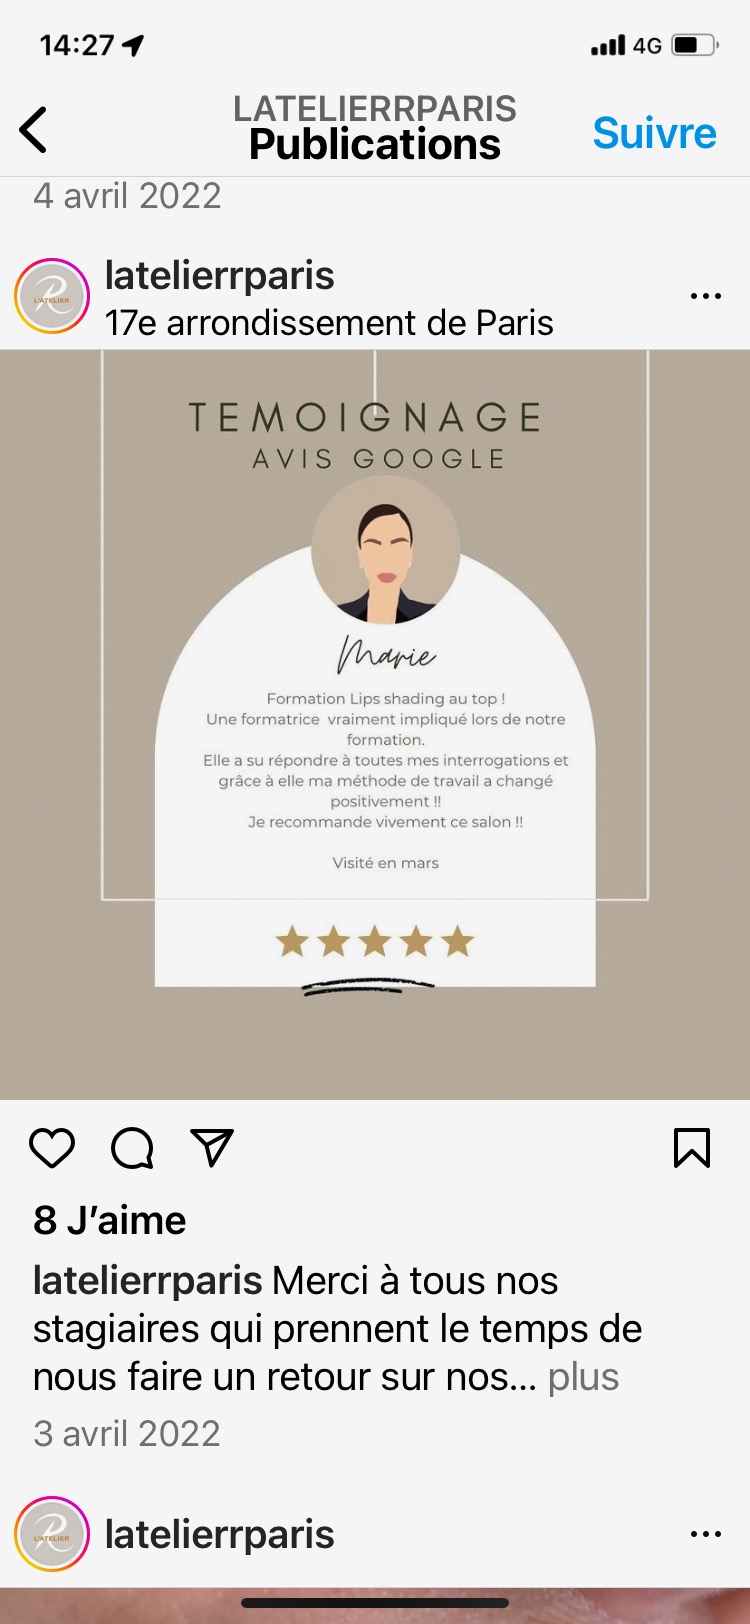 14:27
4G
LATELIERRPARIS
Publications
Suivre
4 avril 2022
R
L'ATELIER
latelierrparis
17e arrondissement de Paris
TEMOIGNAGE
AVIS GOOGLE
Marie
Formation Lips shading au top !
Une formatrice vraiment impliqué lors de notre
formation.
Elle a su répondre à toutes mes interrogations et
grâce à elle ma méthode de travail a changé
positivement !!
Je recommande vivement ce salon !!
Visité en mars
8 J’aime
latelierrparis Merci à tous nos
stagiaires qui prennent le temps de
nous faire un retour sur nos... plus
3 avril 2022
R
L'ATELIER
latelierrparis